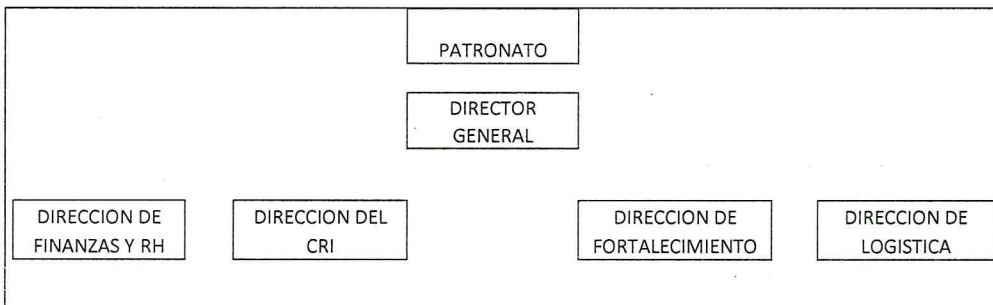 PATRONATO
DIRECTOR
GENERAL
DIRECCION DE
FINANZAS Y RH
DIRECCION DEL
CRI
DIRECCION DE
FORTALECIMIENTO
DIRECCION DE
LOGISTICA